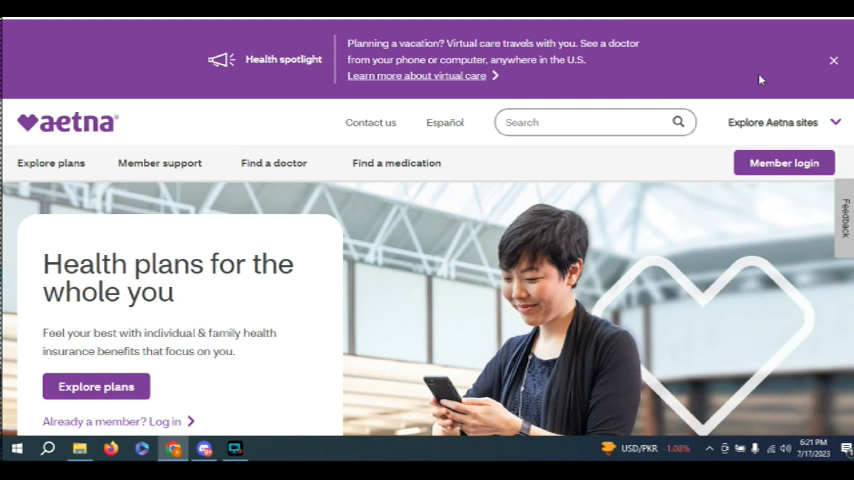 Health spotlight
Planning a vacation? Virtual care travels with you. See a doctor
from your phone or computer, anywhere in the U.S.
Learn more about virtual care
aetna
Contact us
Español
Search
Explore Aetna sites
Explore plans
Member support
Find a doctor
Find a medication
Member login
Feedback
Health plans for the
whole you
Feel your best with individual & family health
insurance benefits that focus on you.
Explore plans
Already a member? Log in
USD/PKR -1.08%
6:21 PM
7/17/2023